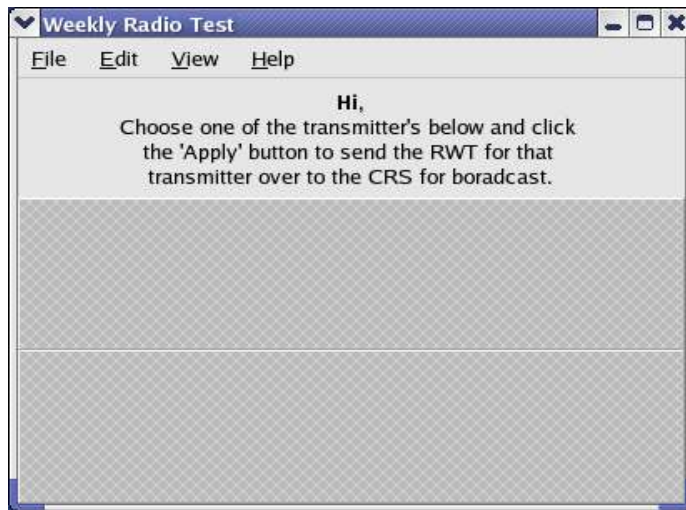 Weekly Radio Test
File Edit View Help
Hi,
Choose one of the transmitter's below and click
the 'Apply' button to send the RWT for that
transmitter over to the CRS for boradcast.